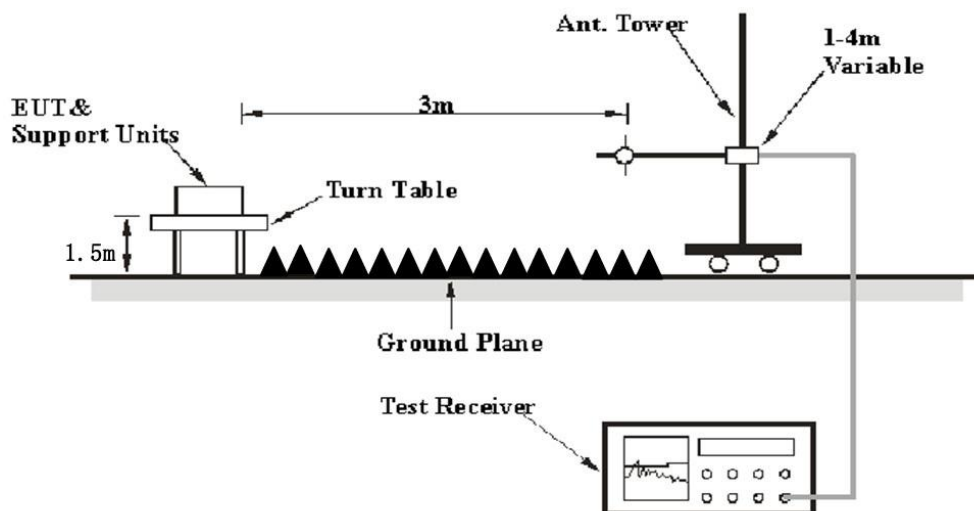 Ant. Tower
1-4m
Variable
EUT&
Support Units
3m
Turn Table
1.5m
Ground Plane
Test Receiver